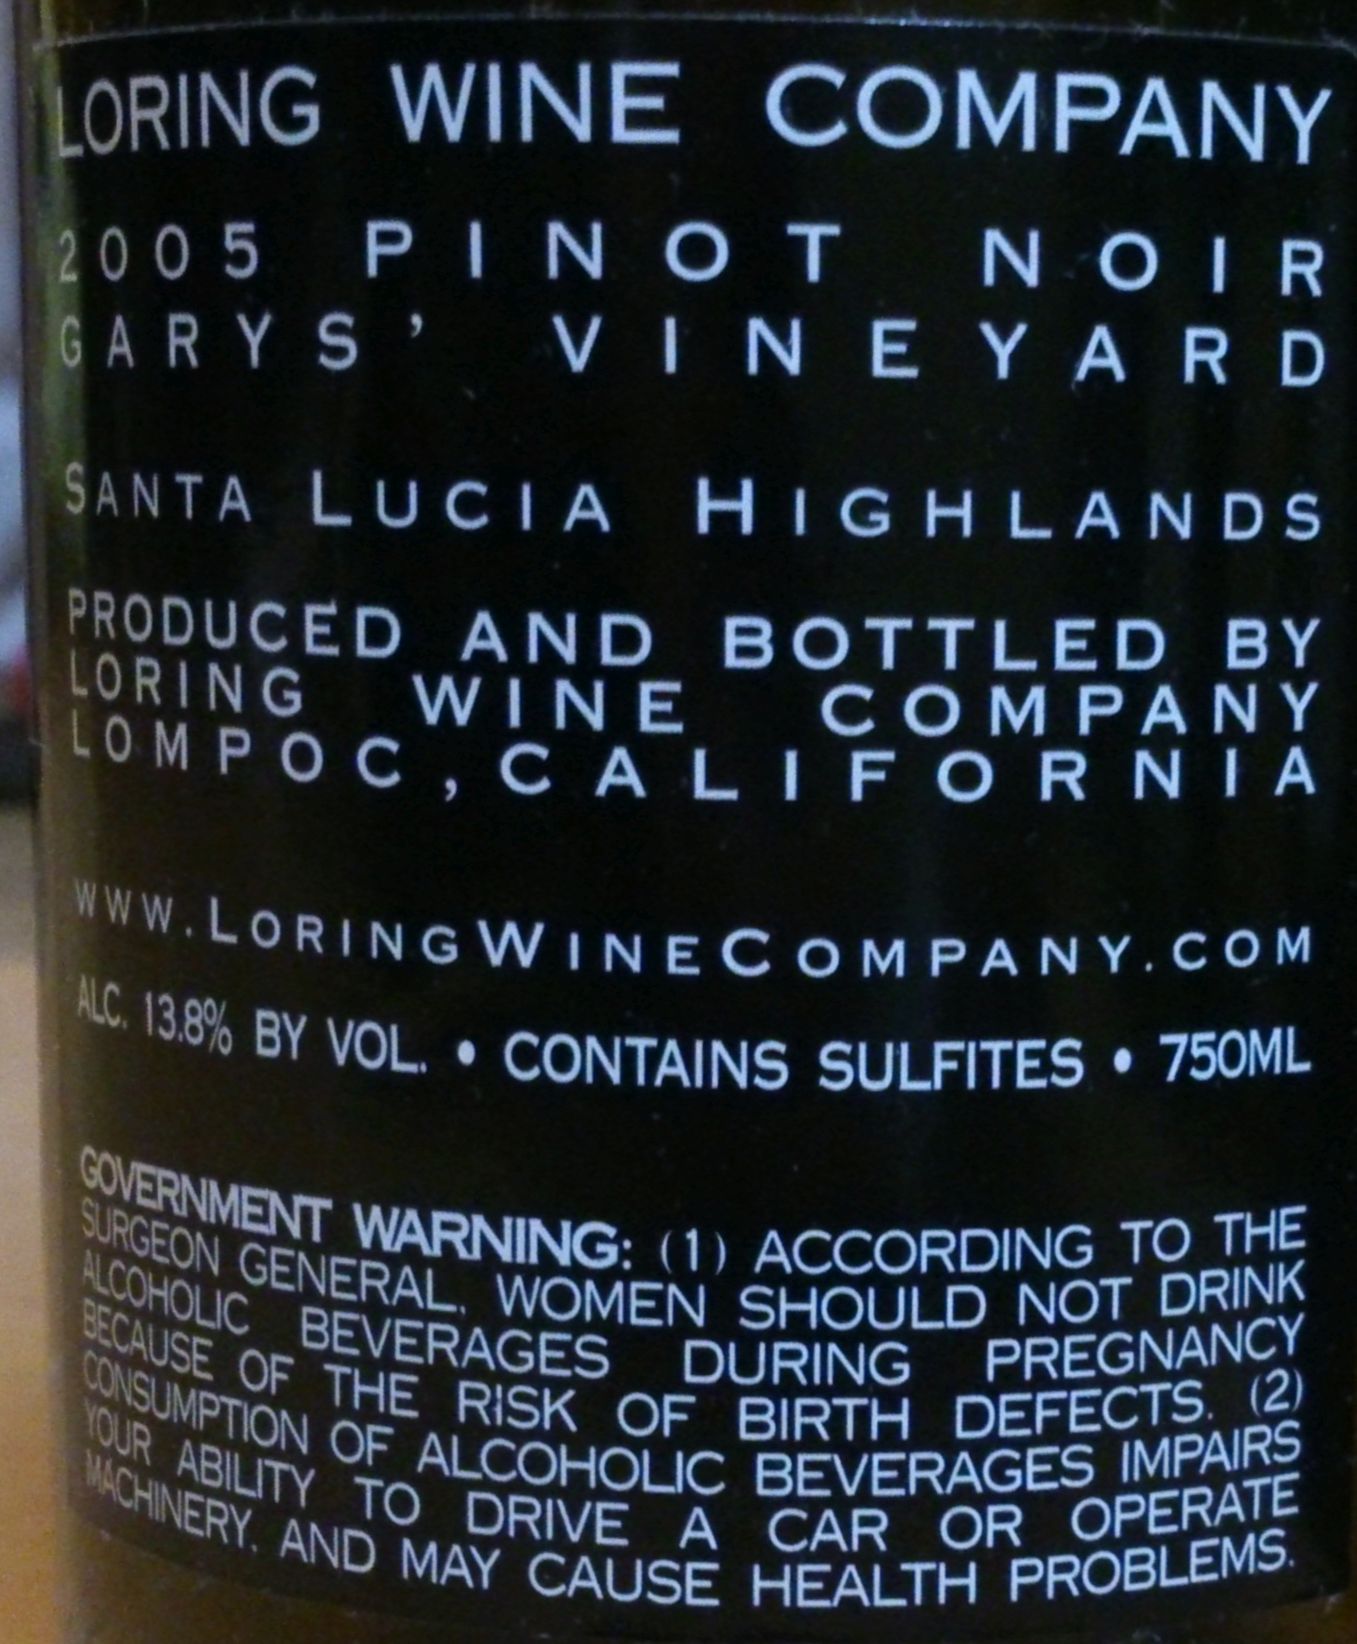 LORING WINE COMPANY
2005 PINOT NOIR
GARYS' VINEYARD
SANTA LUCIA HIGHLANDS
PRODUCED AND BOTTLED BY
LORING WINE COMPANY
LOMPOC, CALIFORNIA
WWW.LORINGWINECOMPANY.COM
ALC. 13.8% BY VOL. • CONTAINS SULFITES • 750ML
GOVERNMENT WARNING: (1) ACCORDING TO THE
SURGEON GENERAL, WOMEN SHOULD NOT DRINK
ALCOHOLIC BEVERAGES DURING PREGNANCY
BECAUSE OF THE RISK OF BIRTH DEFECTS. (2)
CONSUMPTION OF ALCOHOLIC BEVERAGES IMPAIRS
YOUR ABILITY TO DRIVE A CAR OR OPERATE
MACHINERY, AND MAY CAUSE HEALTH PROBLEMS.